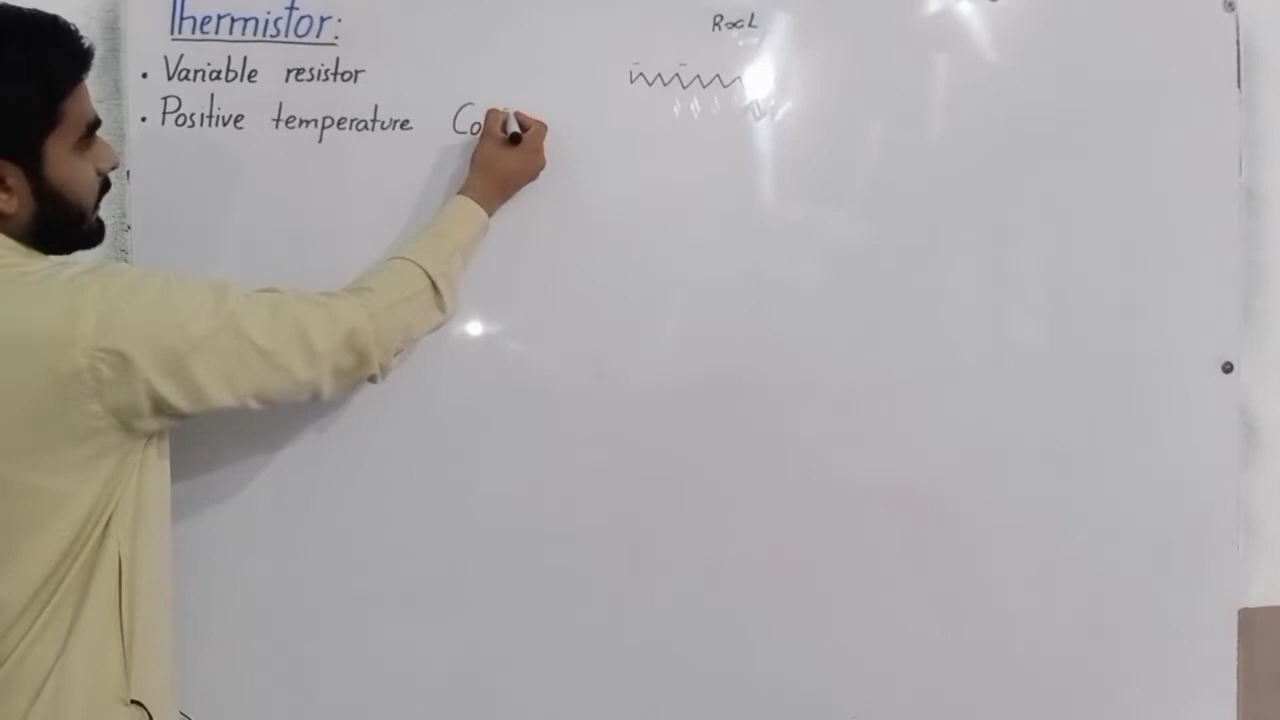 Thermistor:
• Variable resistor
• Positive temperature Co
R∝L